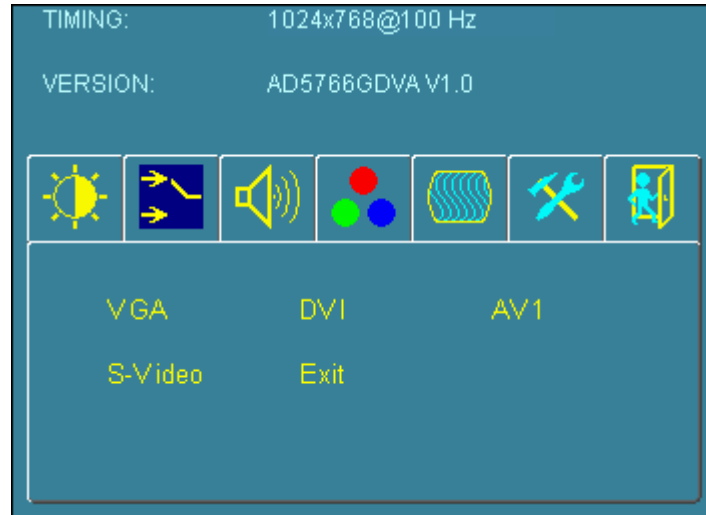 TIMING: 1024x768@100 Hz
VERSION: AD5766GDVA V1.0
VGA DVI AV1
S-Video Exit